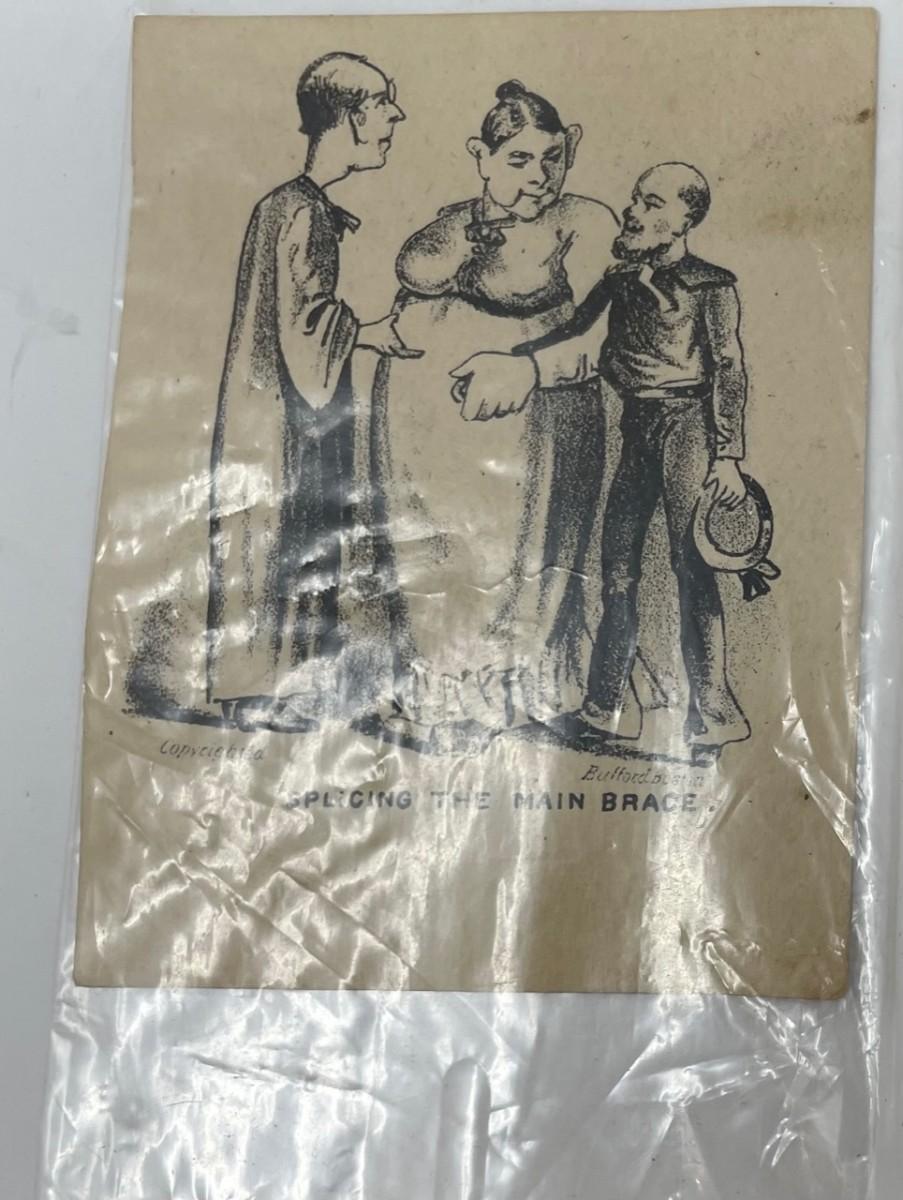 Copyrighted
Bufford Boston
SPLICING THE MAIN BRACE.